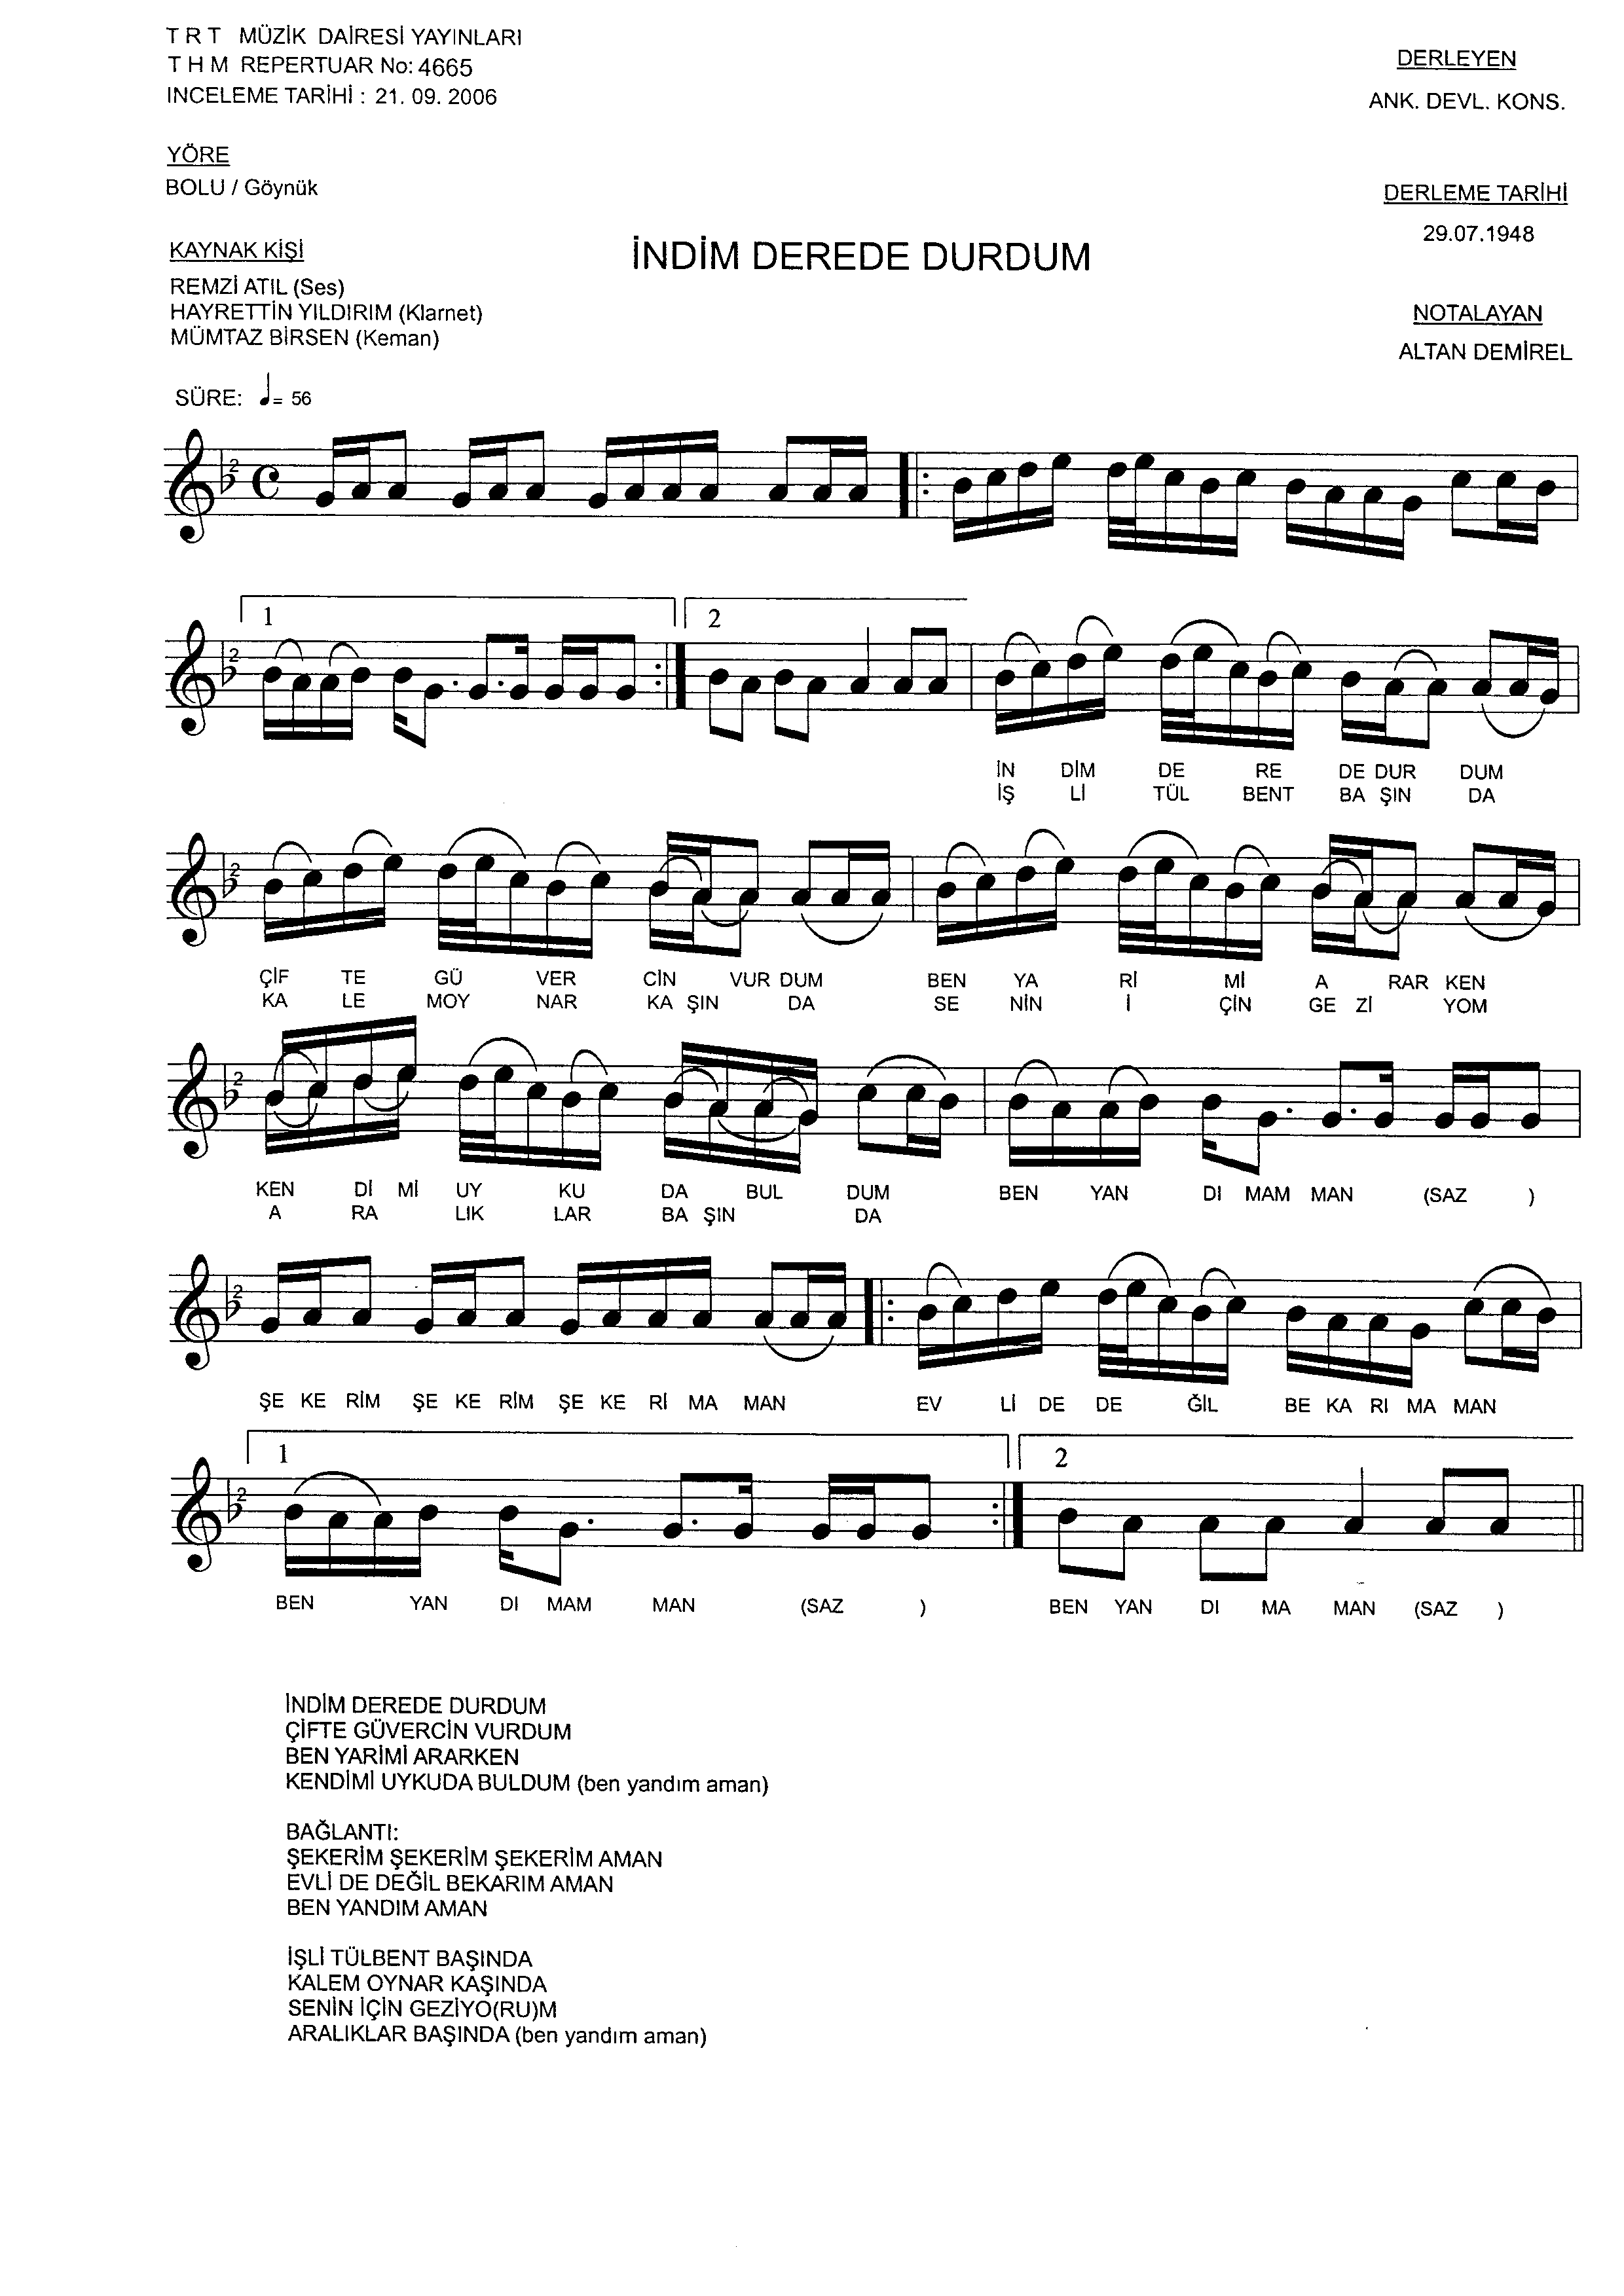 T R T MÜZİK DAİRESİ YAYINLARI
T H M REPERTUAR No: 4665
INCELEME TARİHİ : 21. 09. 2006
DERLEYEN
ANK. DEVL. KONS.
YÖRE
BOLU / Göynük
DERLEME TARİHİ
29.07.1948
KAYNAK KİŞİ
REMZİ ATIL (Ses)
HAYRETTİN YILDIRIM (Klarnet)
MÜMTAZ BİRSEN (Keman)
İNDİM DEREDE DURDUM
NOTALAYAN
ALTAN DEMİREL
SÜRE: ♩= 56
1 2
İN DİM DE RE DE DUR DUM
İŞ Lİ TÜL BENT BA ŞIN DA
ÇİF TE GÜ VER CİN VUR DUM BEN YA Rİ Mİ A RAR KEN
KA LE MOY NAR KA ŞIN DA SE NİN İ ÇİN GE Zİ YOM
KEN Dİ Mİ UY KU DA BUL DUM BEN YAN DI MAM MAN (SAZ )
A RA LIK LAR BA ŞIN DA
ŞE KE RİM ŞE KE RİM ŞE KE Rİ MA MAN EV Lİ DE DE ĞİL BE KA RI MA MAN
1 2
BEN YAN DI MAM MAN (SAZ ) BEN YAN DI MA MAN (SAZ )
İNDİM DEREDE DURDUM
ÇİFTE GÜVERCİN VURDUM
BEN YARİMİ ARARKEN
KENDİMİ UYKUDA BULDUM (ben yandım aman)
BAĞLANTI:
ŞEKERİM ŞEKERİM ŞEKERİM AMAN
EVLİ DE DEĞİL BEKARIM AMAN
BEN YANDIM AMAN
İŞLİ TÜLBENT BAŞINDA
KALEM OYNAR KAŞINDA
SENİN İÇİN GEZİYO(RU)M
ARALIKLAR BAŞINDA (ben yandım aman)